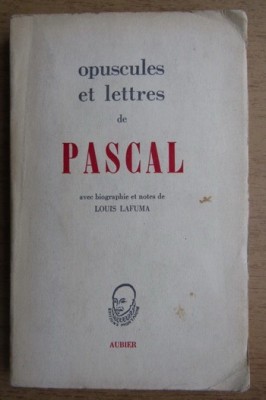 opuscules
et lettres
de
PASCAL
avec biographie et notes de
LOUIS LAFUMA
AUBIER